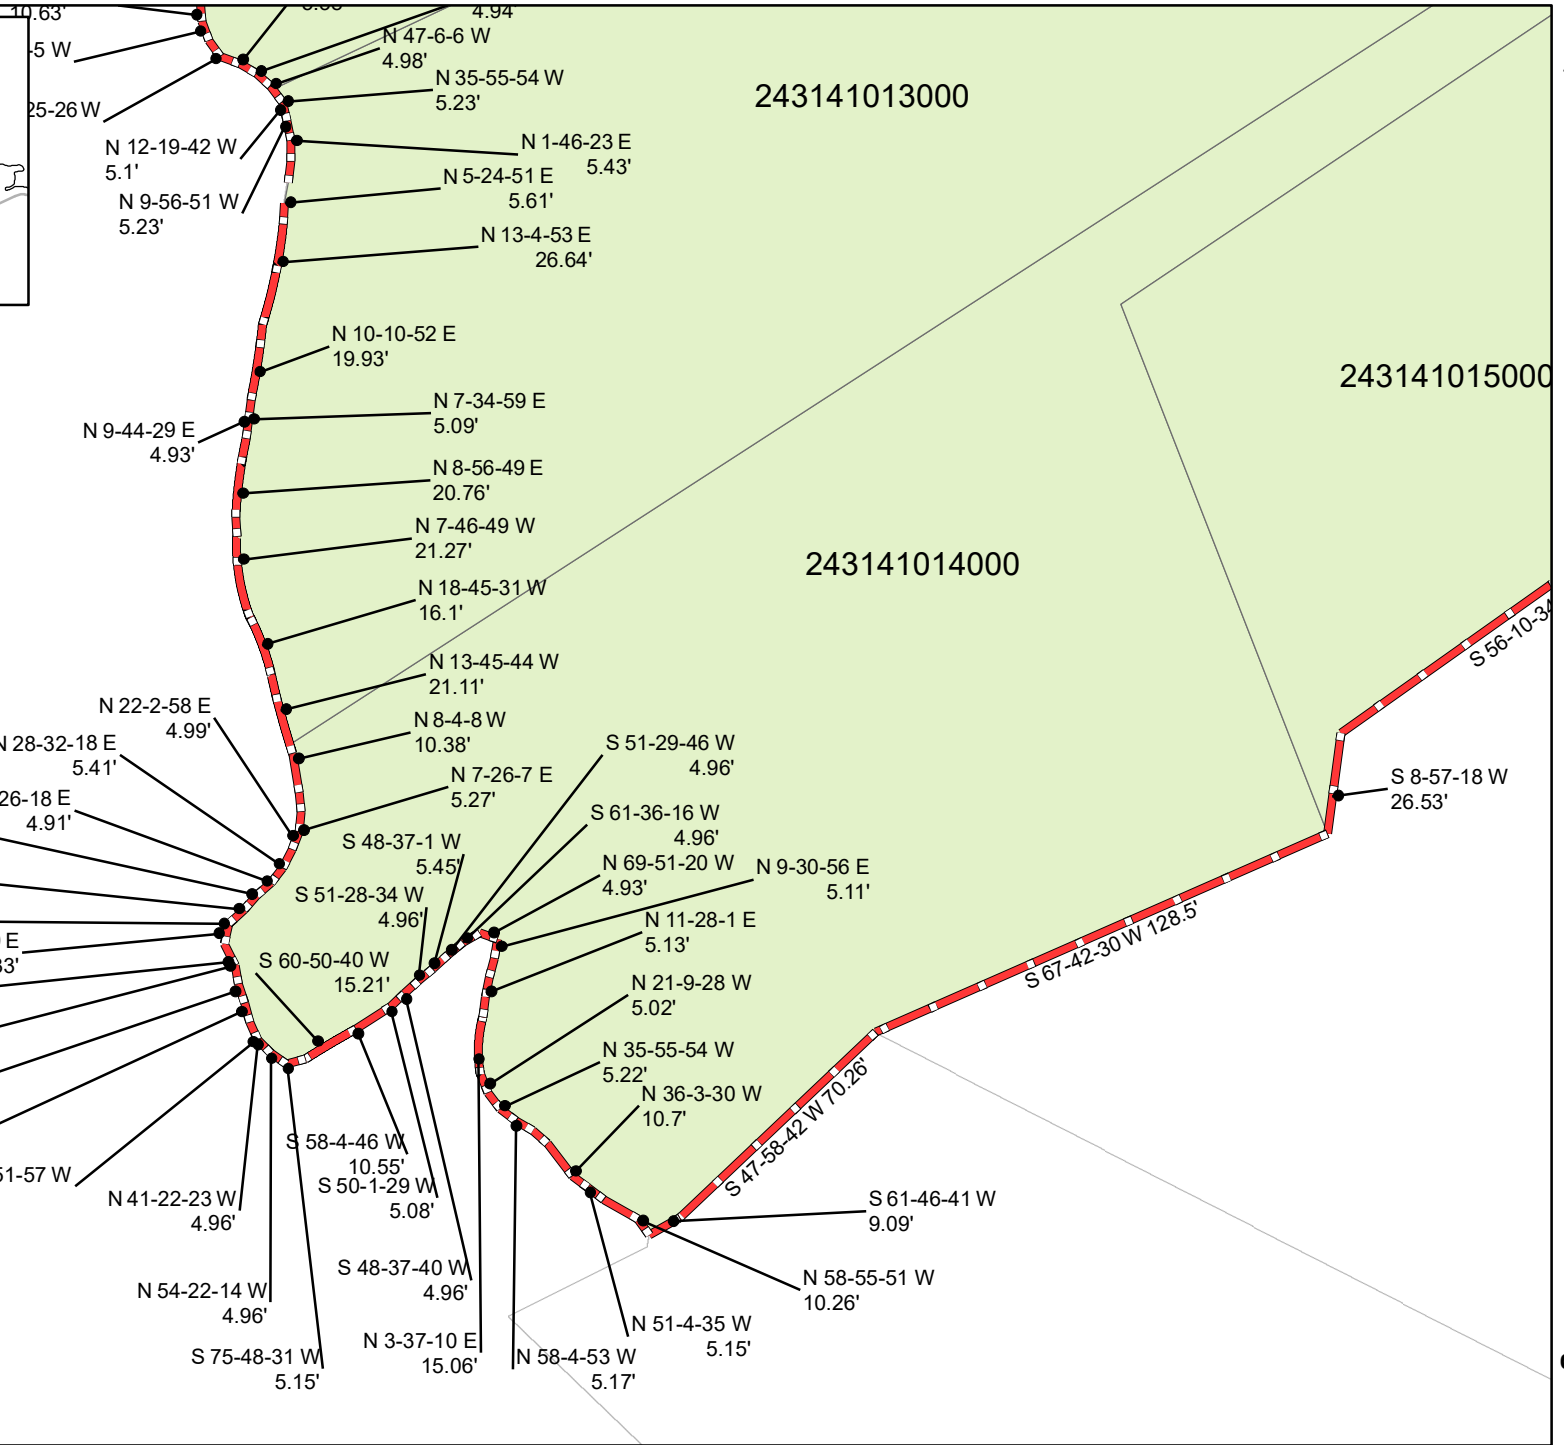 10.63'
4.94
-5 W
N 47-6-6 W
4.98'
N 35-55-54 W
5.23'
243141013000
25-26 W
N 12-19-42 W
5.1'
N 1-46-23 E
5.43'
N 5-24-51 E
5.61'
N 9-56-51 W
5.23'
N 13-4-53 E
26.64'
N 10-10-52 E
19.93'
243141015000
N 7-34-59 E
5.09'
N 9-44-29 E
4.93'
N 8-56-49 E
20.76'
N 7-46-49 W
21.27'
243141014000
N 18-45-31 W
16.1'
S 56-10-34
N 13-45-44 W
21.11'
N 22-2-58 E
4.99'
N 8-4-8 W
10.38'
N 28-32-18 E
5.41'
S 51-29-46 W
4.96'
N 7-26-7 E
5.27'
S 8-57-18 W
26.53'
26-18 E
4.91'
S 61-36-16 W
4.96'
S 48-37-1 W
5.45'
N 69-51-20 W
4.93'
N 9-30-56 E
5.11'
S 51-28-34 W
4.96'
N 11-28-1 E
5.13'
E
33'
S 60-50-40 W
15.21'
S 67-42-30 W 128.5'
N 21-9-28 W
5.02'
N 35-55-54 W
5.22'
N 36-3-30 W
10.7'
S 47-58-42 W 70.26'
S 58-4-46 W
10.55'
51-57 W
S 50-1-29 W
5.08'
N 41-22-23 W
4.96'
S 61-46-41 W
9.09'
S 48-37-40 W
4.96'
N 58-55-51 W
10.26'
N 54-22-14 W
4.96'
N 51-4-35 W
5.15'
N 3-37-10 E
15.06'
S 75-48-31 W
5.15'
N 58-4-53 W
5.17'